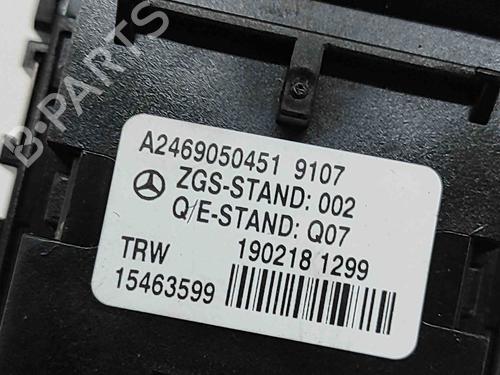 B-PARTS
A2469050451 9107
ZGS-STAND: 002
Q/E-STAND: Q07
TRW 190218 1299
15463599